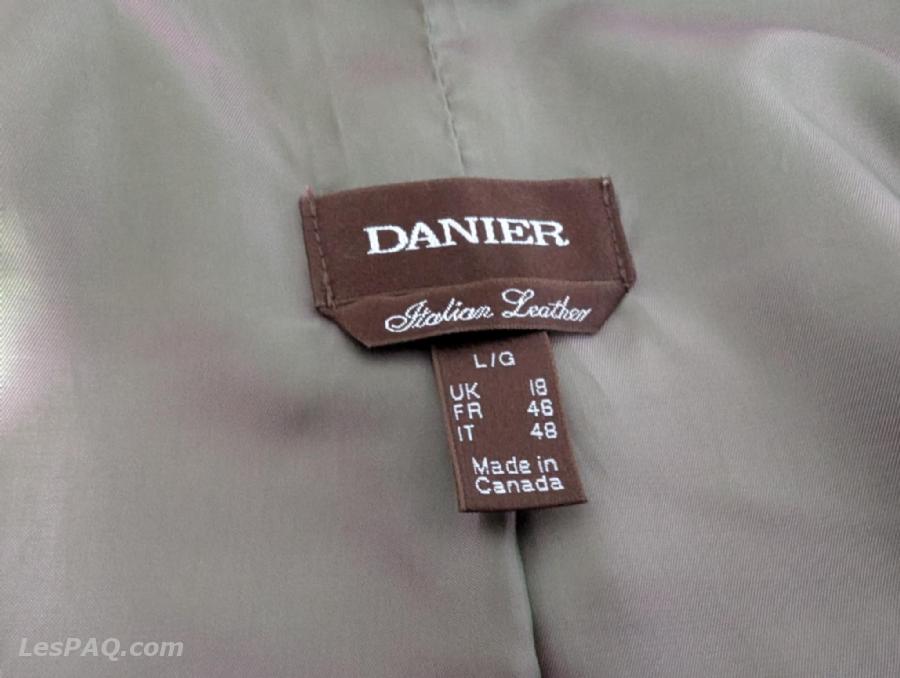 DANIER
Italian Leather
L/G
UK 18
FR 46
IT 48
Made in
Canada
LesPAQ.com